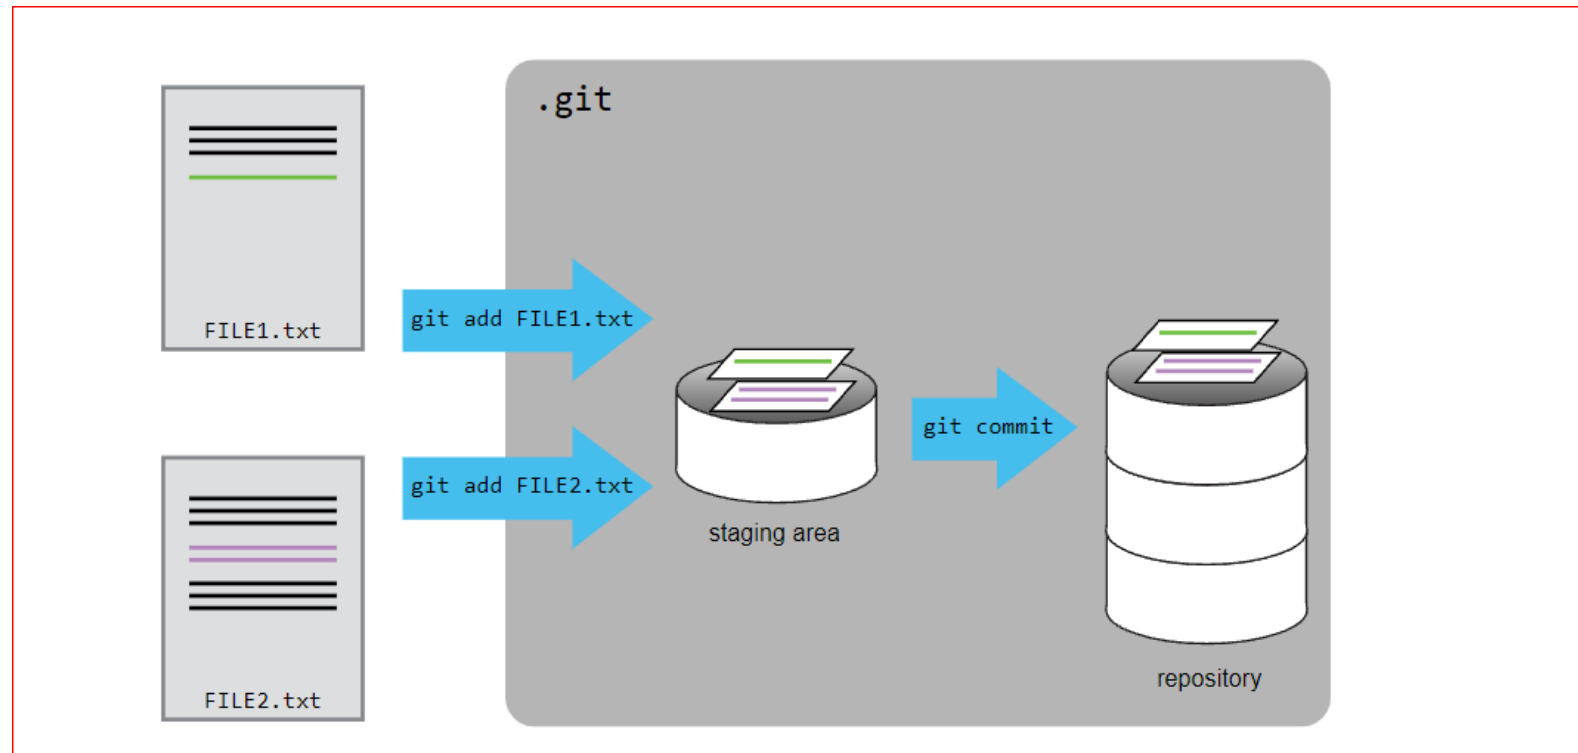 .git
FILE1.txt
git add FILE1.txt
git add FILE2.txt
git commit
staging area
FILE2.txt
repository